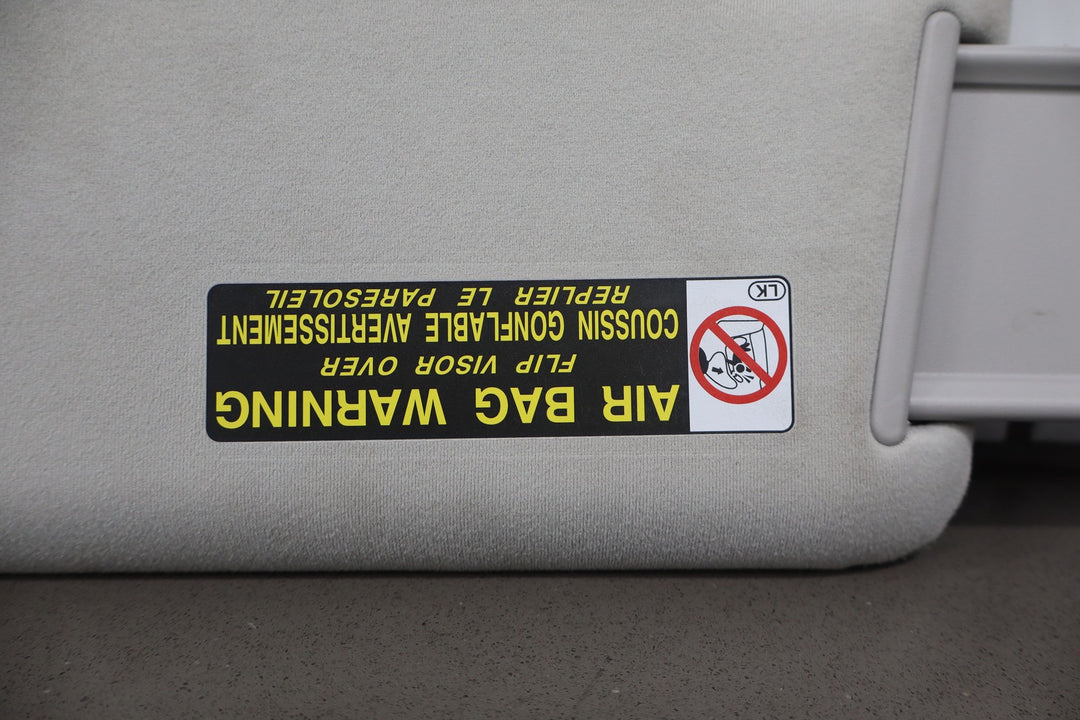 AIR BAG WARNING
FLIP VISOR OVER
COUSSIN GONFLABLE AVERTISSEMENT
REPLIER LE PARESOLEIL
LK